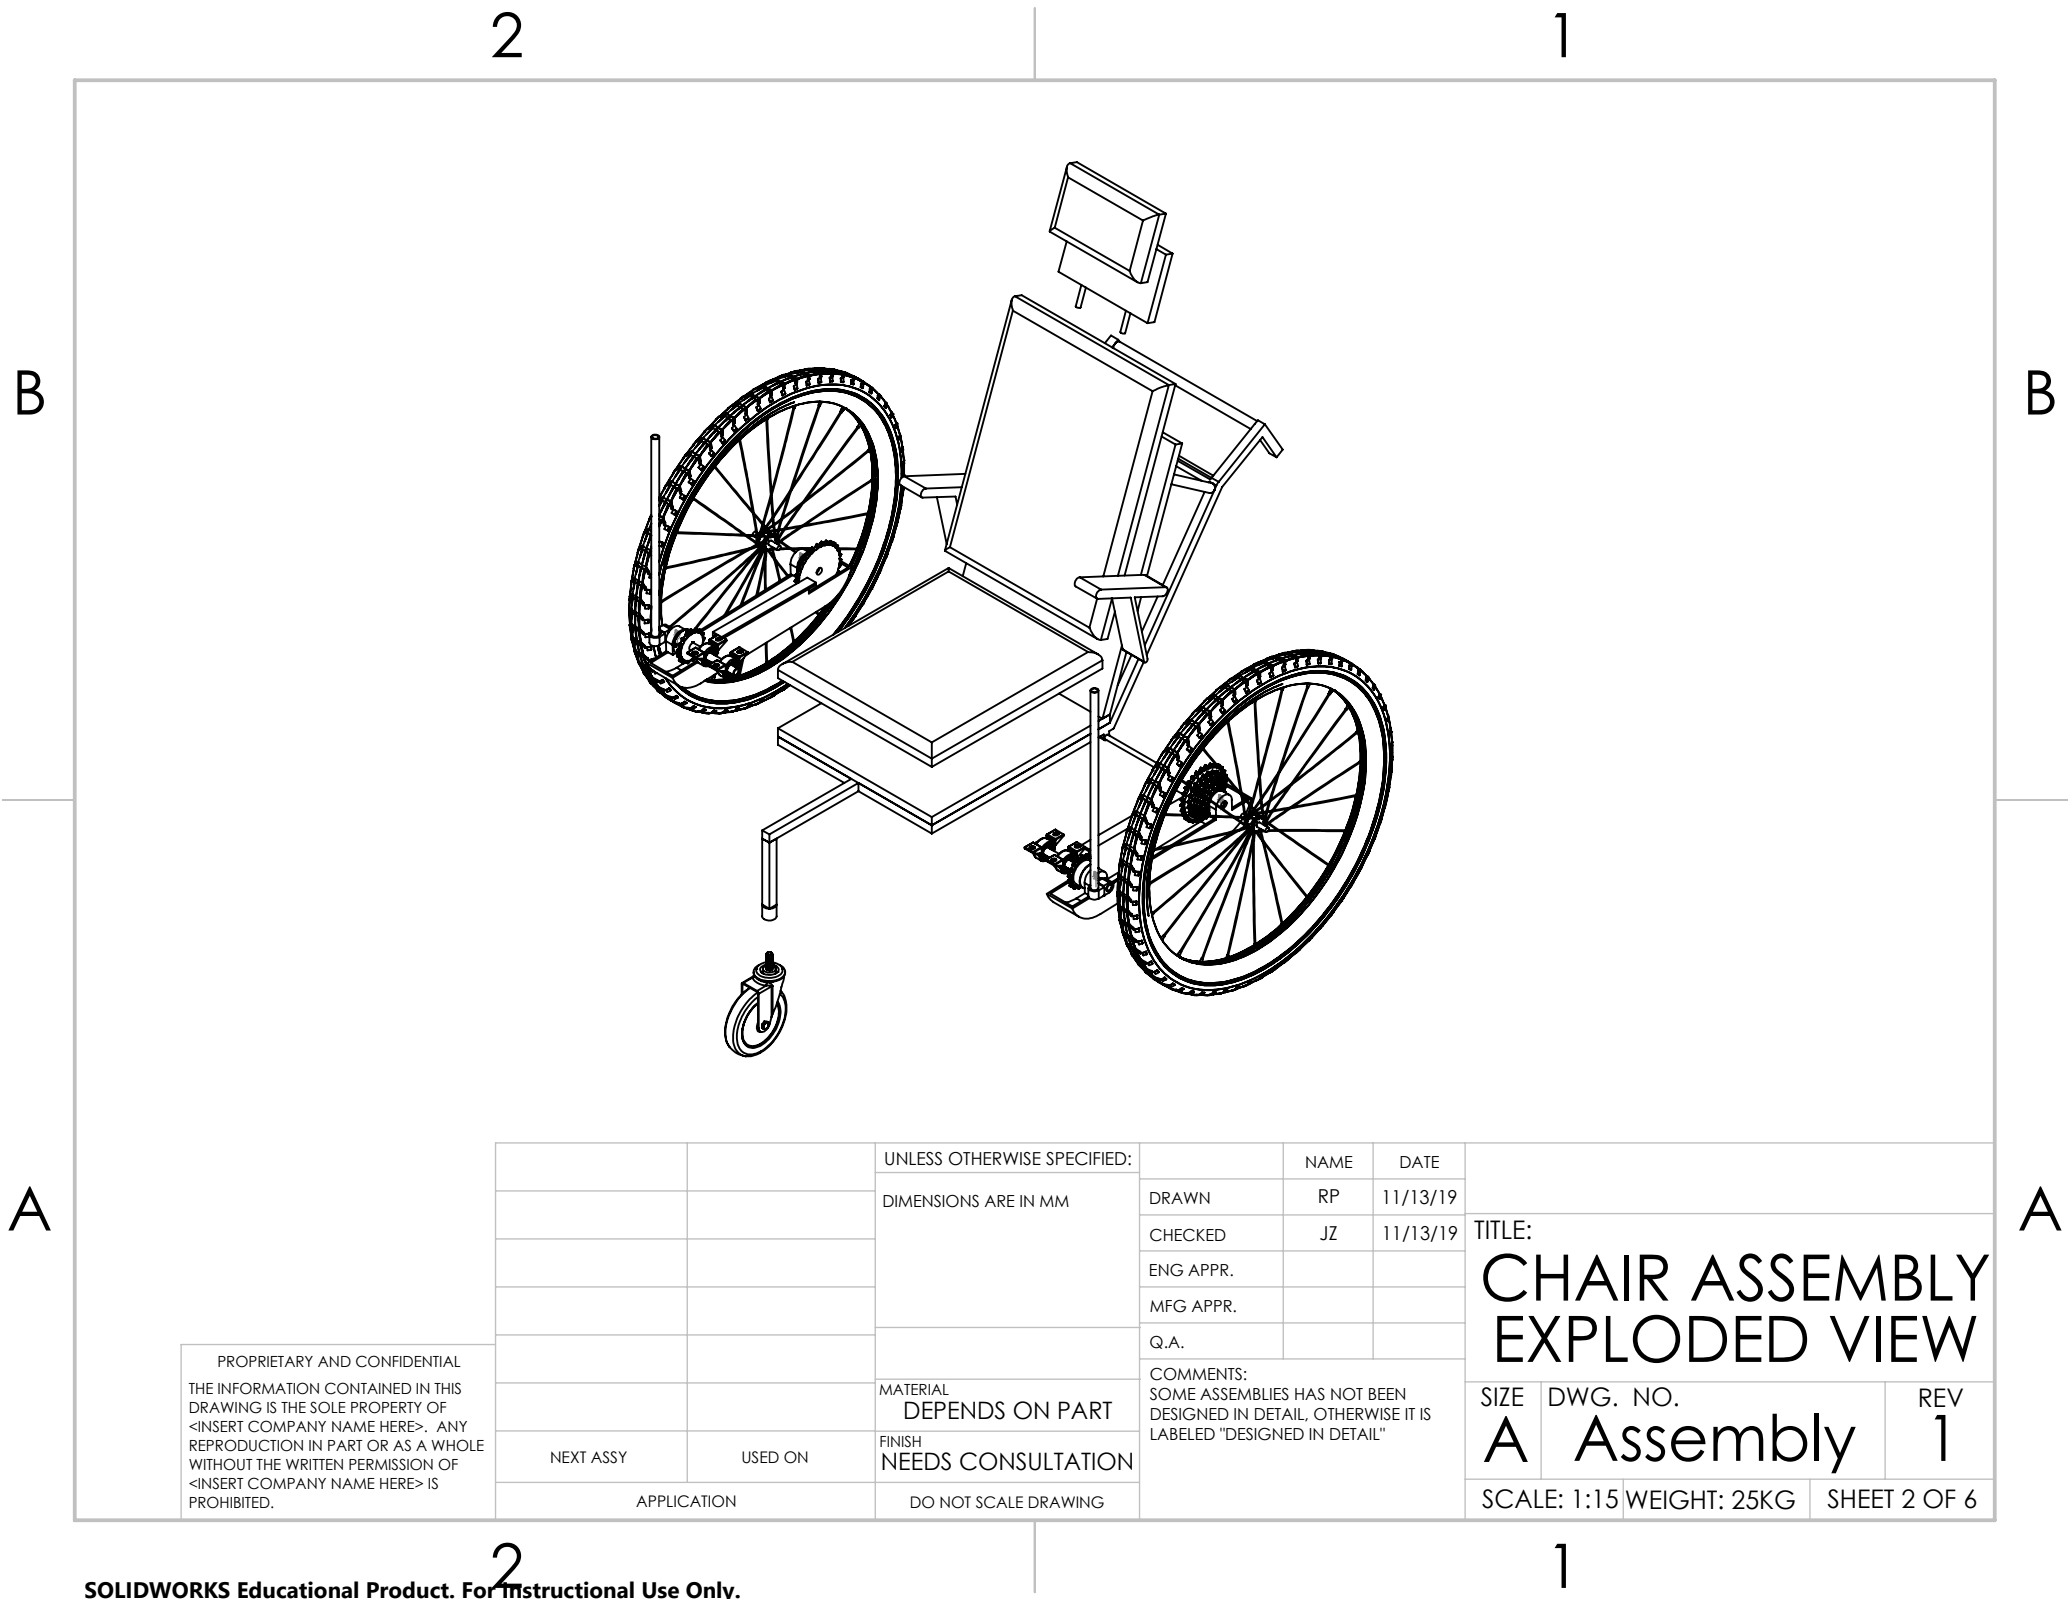 2 1
B B
A A
UNLESS OTHERWISE SPECIFIED:
DIMENSIONS ARE IN MM
MATERIAL
DEPENDS ON PART
FINISH
NEEDS CONSULTATION
DO NOT SCALE DRAWING
NEXT ASSY USED ON
APPLICATION
PROPRIETARY AND CONFIDENTIAL
THE INFORMATION CONTAINED IN THIS
DRAWING IS THE SOLE PROPERTY OF
<INSERT COMPANY NAME HERE>. ANY
REPRODUCTION IN PART OR AS A WHOLE
WITHOUT THE WRITTEN PERMISSION OF
<INSERT COMPANY NAME HERE> IS
PROHIBITED.
NAME DATE
DRAWN RP 11/13/19
CHECKED JZ 11/13/19
ENG APPR.
MFG APPR.
Q.A.
COMMENTS:
SOME ASSEMBLIES HAS NOT BEEN
DESIGNED IN DETAIL, OTHERWISE IT IS
LABELED "DESIGNED IN DETAIL"
TITLE:
CHAIR ASSEMBLY
EXPLODED VIEW
SIZE DWG. NO. REV
A Assembly 1
SCALE: 1:15 WEIGHT: 25KG SHEET 2 OF 6
2 1
SOLIDWORKS Educational Product. For Instructional Use Only.